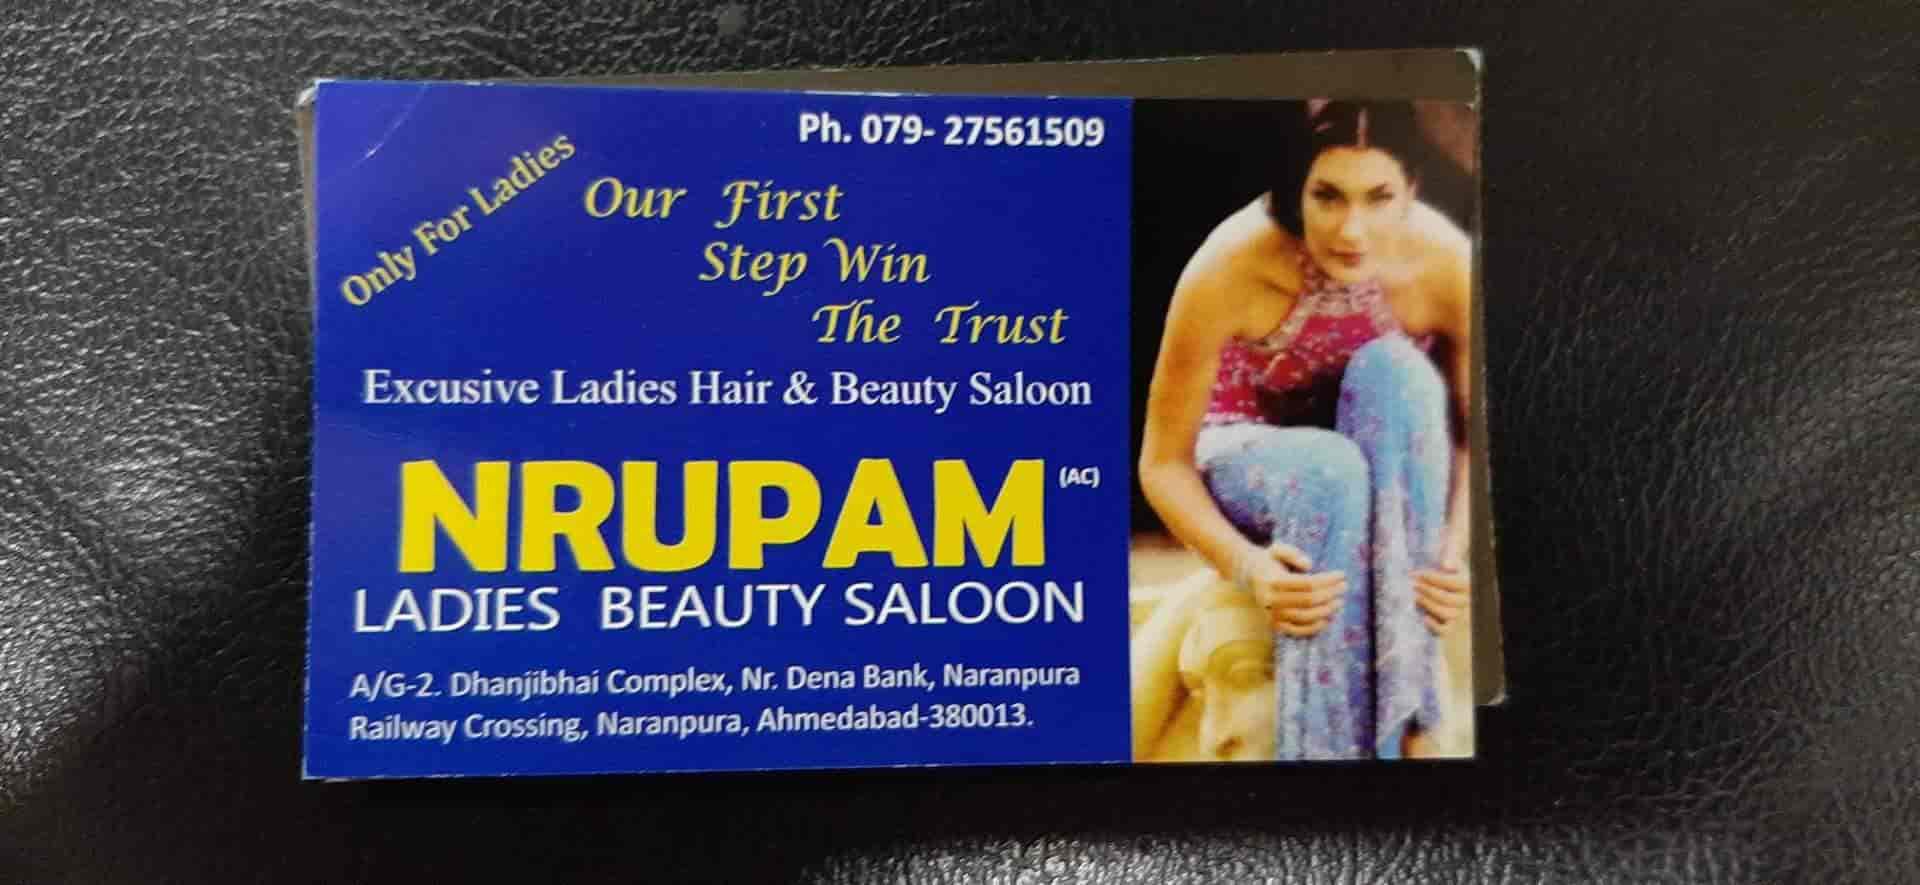 Ph. 079- 27561509
Only For Ladies
Our First
Step Win
The Trust
Excusive Ladies Hair & Beauty Saloon
NRUPAM (AC)
LADIES BEAUTY SALOON
A/G-2. Dhanjibhai Complex, Nr. Dena Bank, Naranpura
Railway Crossing, Naranpura, Ahmedabad-380013.